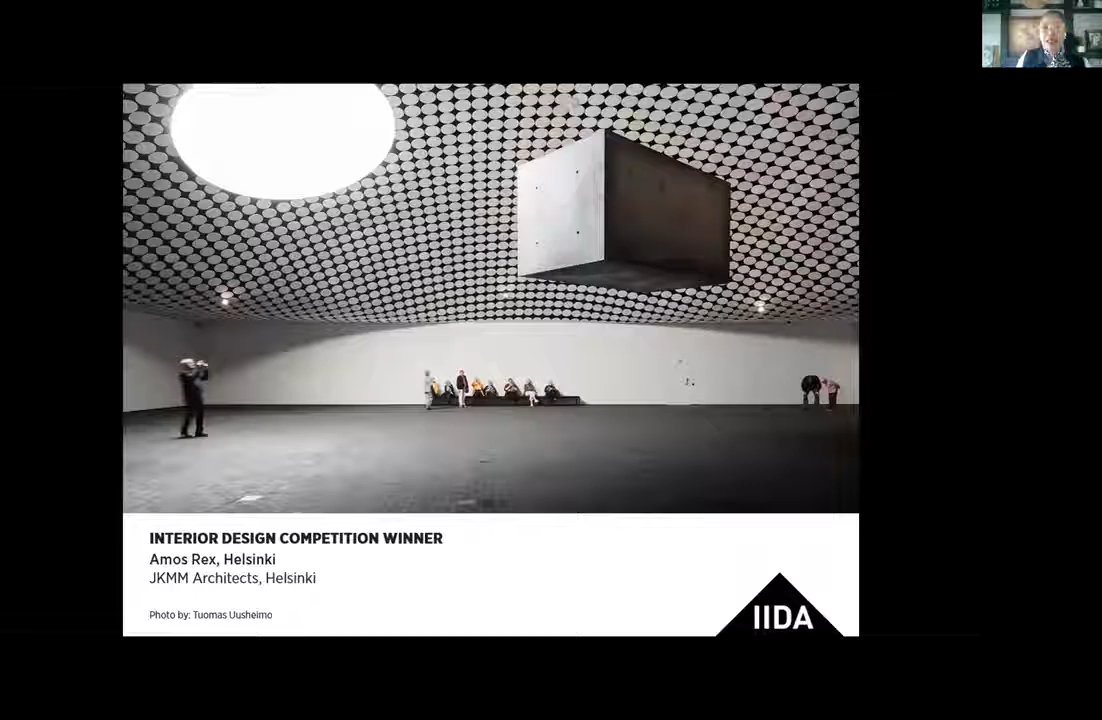 INTERIOR DESIGN COMPETITION WINNER
Amos Rex, Helsinki
JKMM Architects, Helsinki
Photo by: Tuomas Uusheimo
IIDA